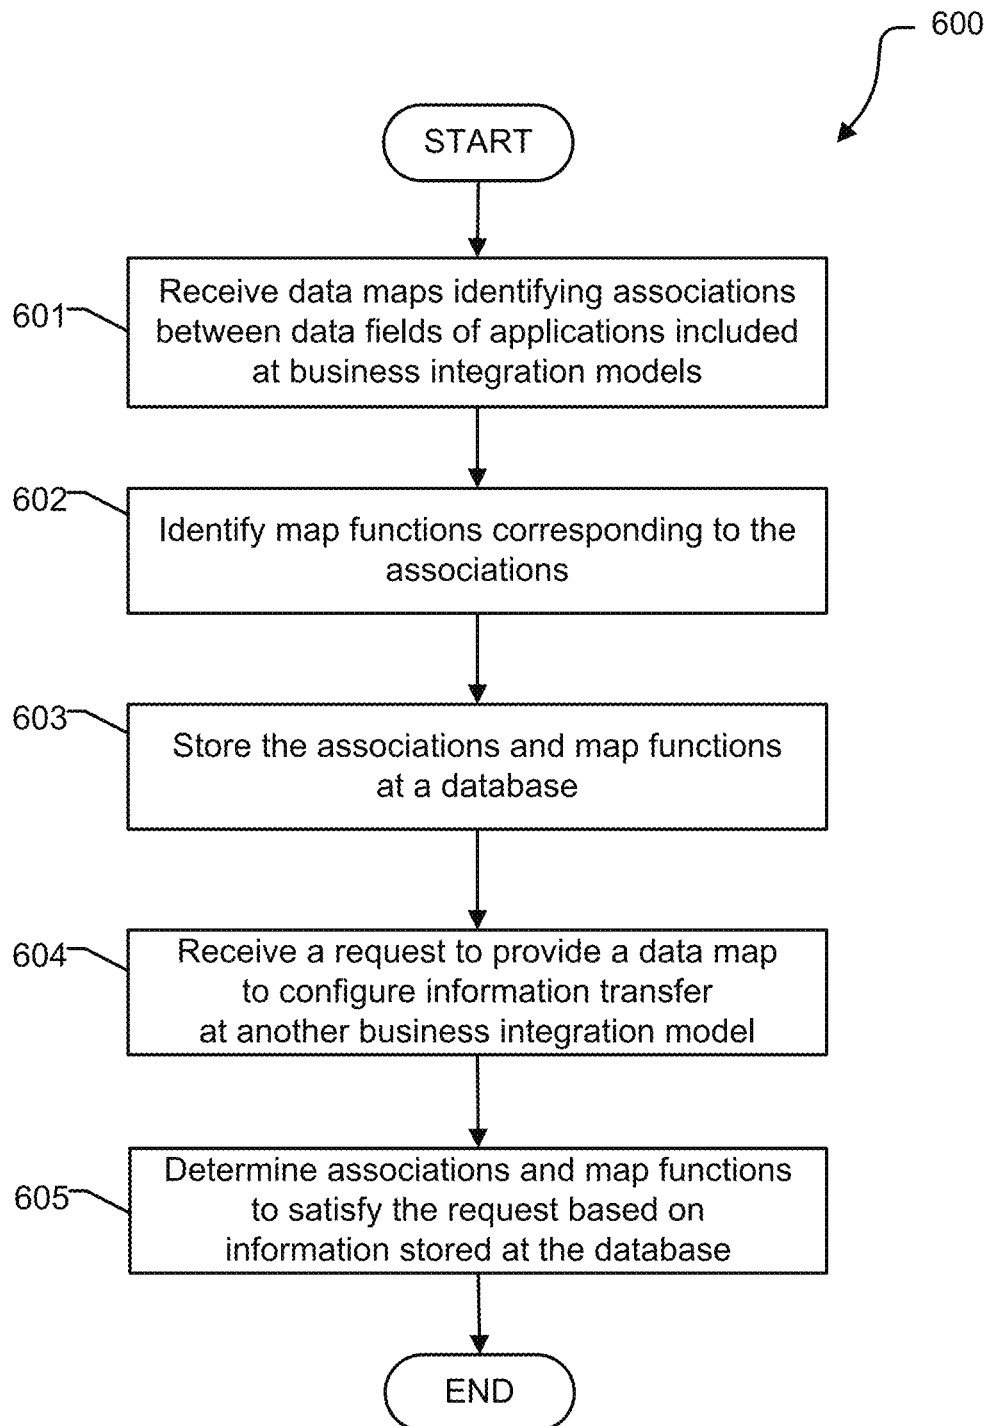 600
START
601
Receive data maps identifying associations
between data fields of applications included
at business integration models
602
Identify map functions corresponding to the
associations
603
Store the associations and map functions
at a database
604
Receive a request to provide a data map
to configure information transfer
at another business integration model
605
Determine associations and map functions
to satisfy the request based on
information stored at the database
END